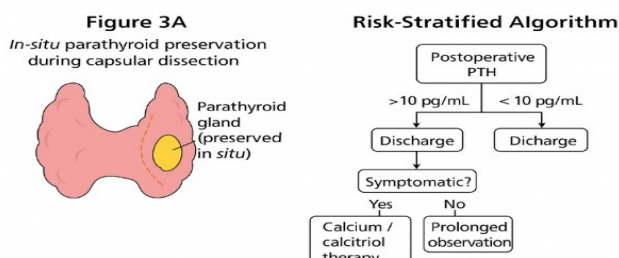 Figure 3A
In-situ parathyroid preservation
during capsular dissection
Parathyroid
gland
(preserved
in situ)
Risk-Stratified Algorithm
Postoperative
PTH
>10 pg/mL
< 10 pg/mL
Discharge
Dicharge
Symptomatic?
Yes
No
Calcium /
calcitriol
therapy
Prolonged
observation